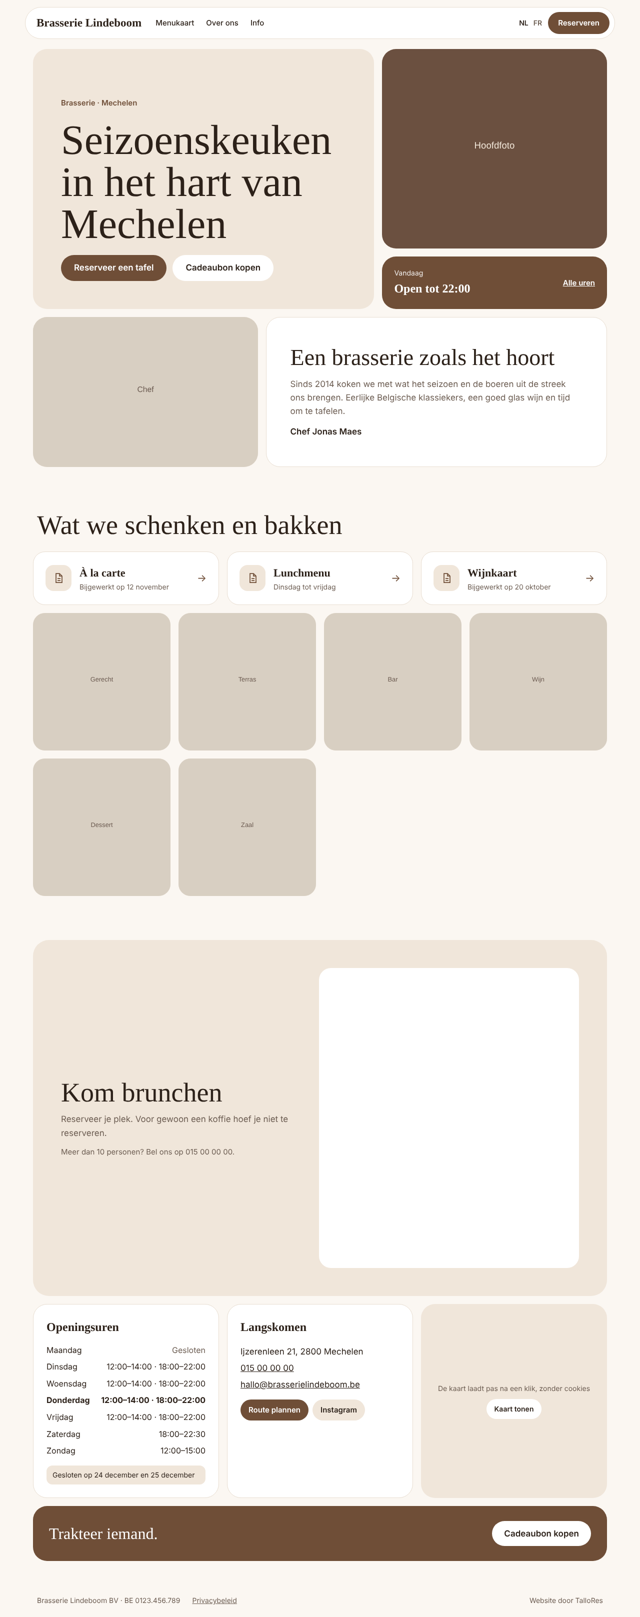 Brasserie Lindeboom
Menukaart
Over ons
Info
NL
FR
Reserveren
Brasserie · Mechelen
Seizoenskeuken
in het hart van
Mechelen
Reserveer een tafel
Cadeaubon kopen
Hoofdfoto
Vandaag
Open tot 22:00
Alle uren
Chef
Een brasserie zoals het hoort
Sinds 2014 koken we met wat het seizoen en de boeren uit de streek
ons brengen. Eerlijke Belgische klassiekers, een goed glas wijn en tijd
om te tafelen.
Chef Jonas Maes
Wat we schenken en bakken
À la carte
Bijgewerkt op 12 november
Lunchmenu
Dinsdag tot vrijdag
Wijnkaart
Bijgewerkt op 20 oktober
Gerecht
Terras
Bar
Wijn
Dessert
Zaal
Kom brunchen
Reserveer je plek. Voor gewoon een koffie hoef je niet te
reserveren.
Meer dan 10 personen? Bel ons op 015 00 00 00.
Openingsuren
Maandag Gesloten
Dinsdag 12:00–14:00 · 18:00–22:00
Woensdag 12:00–14:00 · 18:00–22:00
Donderdag 12:00–14:00 · 18:00–22:00
Vrijdag 12:00–14:00 · 18:00–22:00
Zaterdag 18:00–22:30
Zondag 12:00–15:00
Gesloten op 24 december en 25 december
Langskomen
Ijzerenleen 21, 2800 Mechelen
015 00 00 00
hallo@brasserielindeboom.be
Route plannen
Instagram
De kaart laadt pas na een klik, zonder cookies
Kaart tonen
Trakteer iemand.
Cadeaubon kopen
Brasserie Lindeboom BV · BE 0123.456.789
Privacybeleid
Website door TalloRes